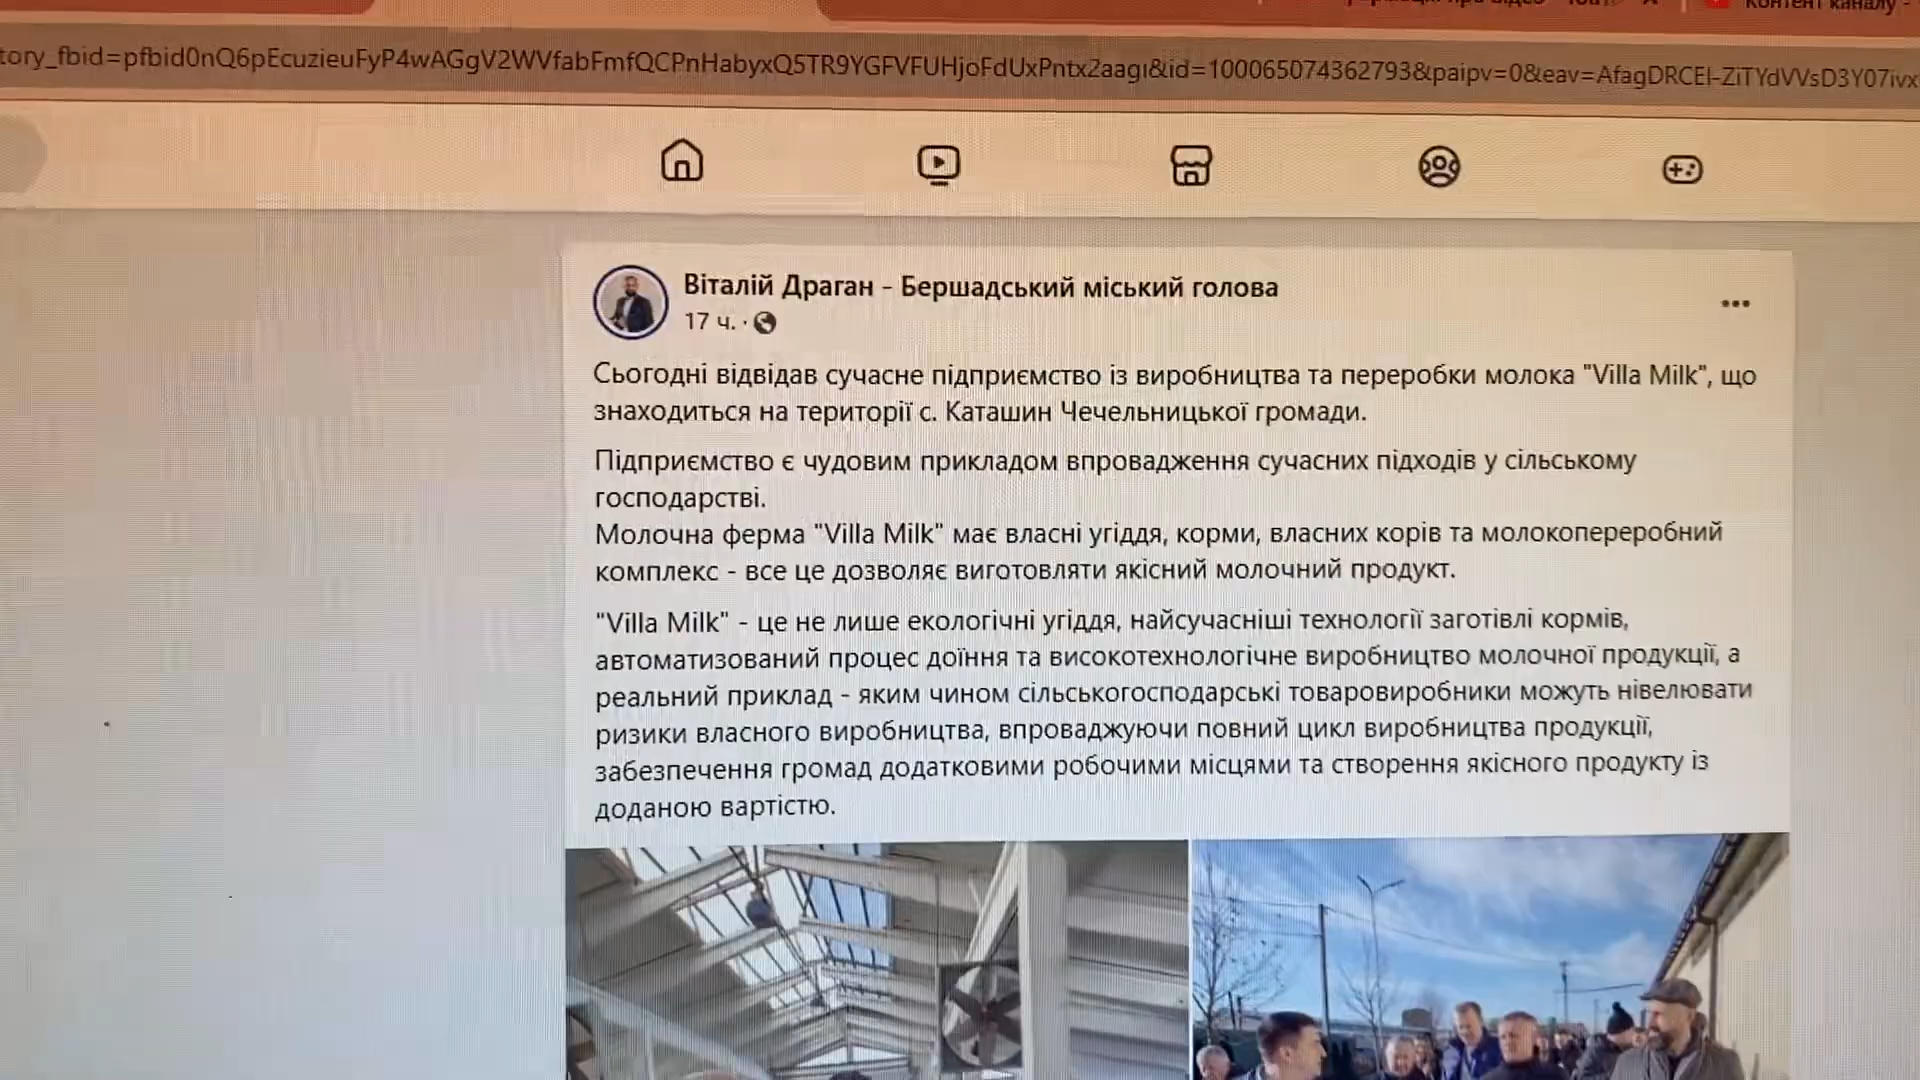 tory_fbid=pfbid0nQ6pEcuzieuFyP4wAGgV2WVfabFmfQCPnHabyxQ5TR9YGFVFUHjoFdUxPntx2aagı&id=100065074362793&paipv=0&eav=AfagDRCEl-ZiTYdVVsD3Y07ivx
Віталій Драган - Бершадський міський голова
17 ч. ·
Сьогодні відвідав сучасне підприємство із виробництва та переробки молока "Villa Milk", що
знаходиться на території с. Каташин Чечельницької громади.
Підприємство є чудовим прикладом впровадження сучасних підходів у сільському
господарстві.
Молочна ферма "Villa Milk" має власні угіддя, корми, власних корів та молокопереробний
комплекс - все це дозволяє виготовляти якісний молочний продукт.
"Villa Milk" - це не лише екологічні угіддя, найсучасніші технології заготівлі кормів,
автоматизований процес доїння та високотехнологічне виробництво молочної продукції, а
реальний приклад - яким чином сільськогосподарські товаровиробники можуть нівелювати
ризики власного виробництва, впроваджуючи повний цикл виробництва продукції,
забезпечення громад додатковими робочими місцями та створення якісного продукту із
доданою вартістю.